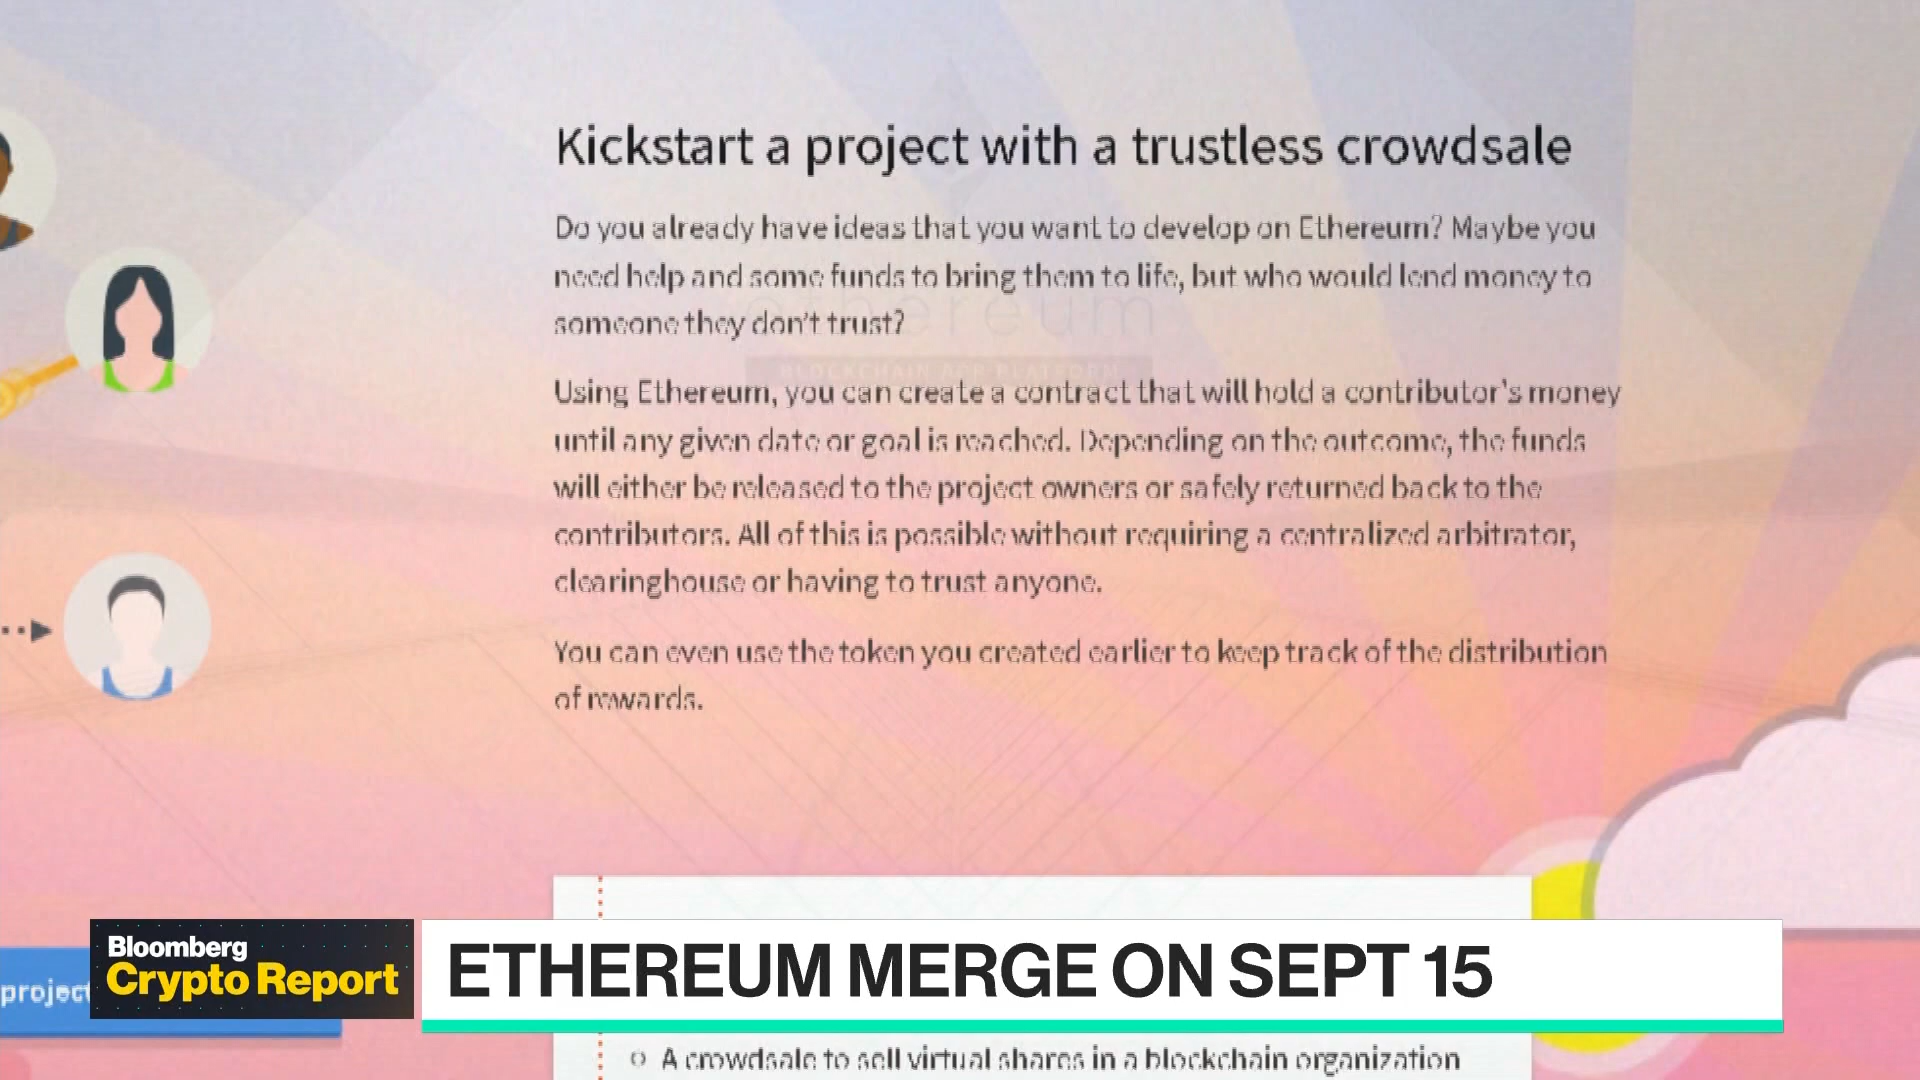 Kickstart a project with a trustless crowdsale
Do you already have ideas that you want to develop on Ethereum? Maybe you
need help and some funds to bring them to life, but who would lend money to
someone they don't trust?
ethereum
BLOCKCHAIN APP PLATFORM
Using Ethereum, you can create a contract that will hold a contributor's money
until any given date or goal is reached. Depending on the outcome, the funds
will either be released to the project owners or safely returned back to the
contributors. All of this is possible without requiring a centralized arbitrator,
clearinghouse or having to trust anyone.
You can even use the token you created earlier to keep track of the distribution
of rewards.
project
Bloomberg
Crypto Report
ETHEREUM MERGE ON SEPT 15
A crowdsale to sell virtual shares in a blockchain organization